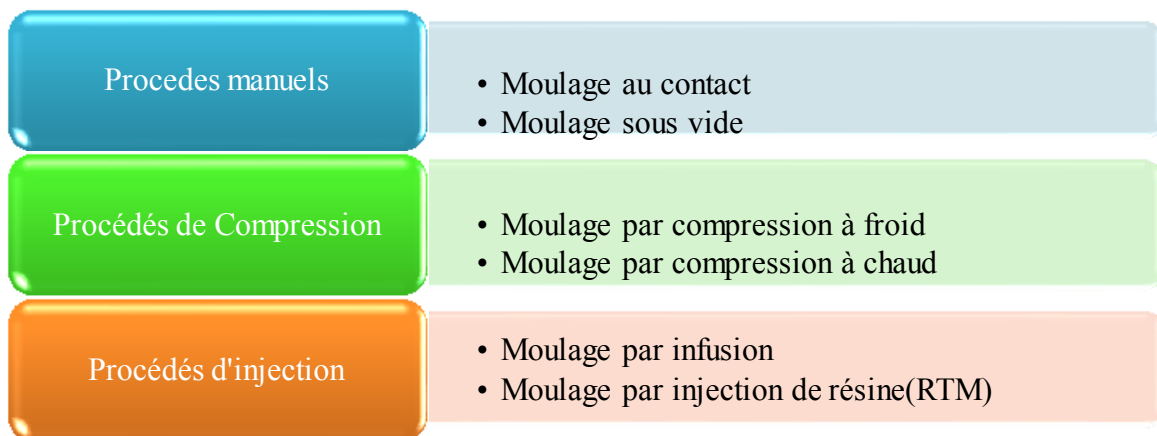 Procedes manuels
• Moulage au contact
• Moulage sous vide
Procédés de Compression
• Moulage par compression à froid
• Moulage par compression à chaud
Procédés d'injection
• Moulage par infusion
• Moulage par injection de résine(RTM)